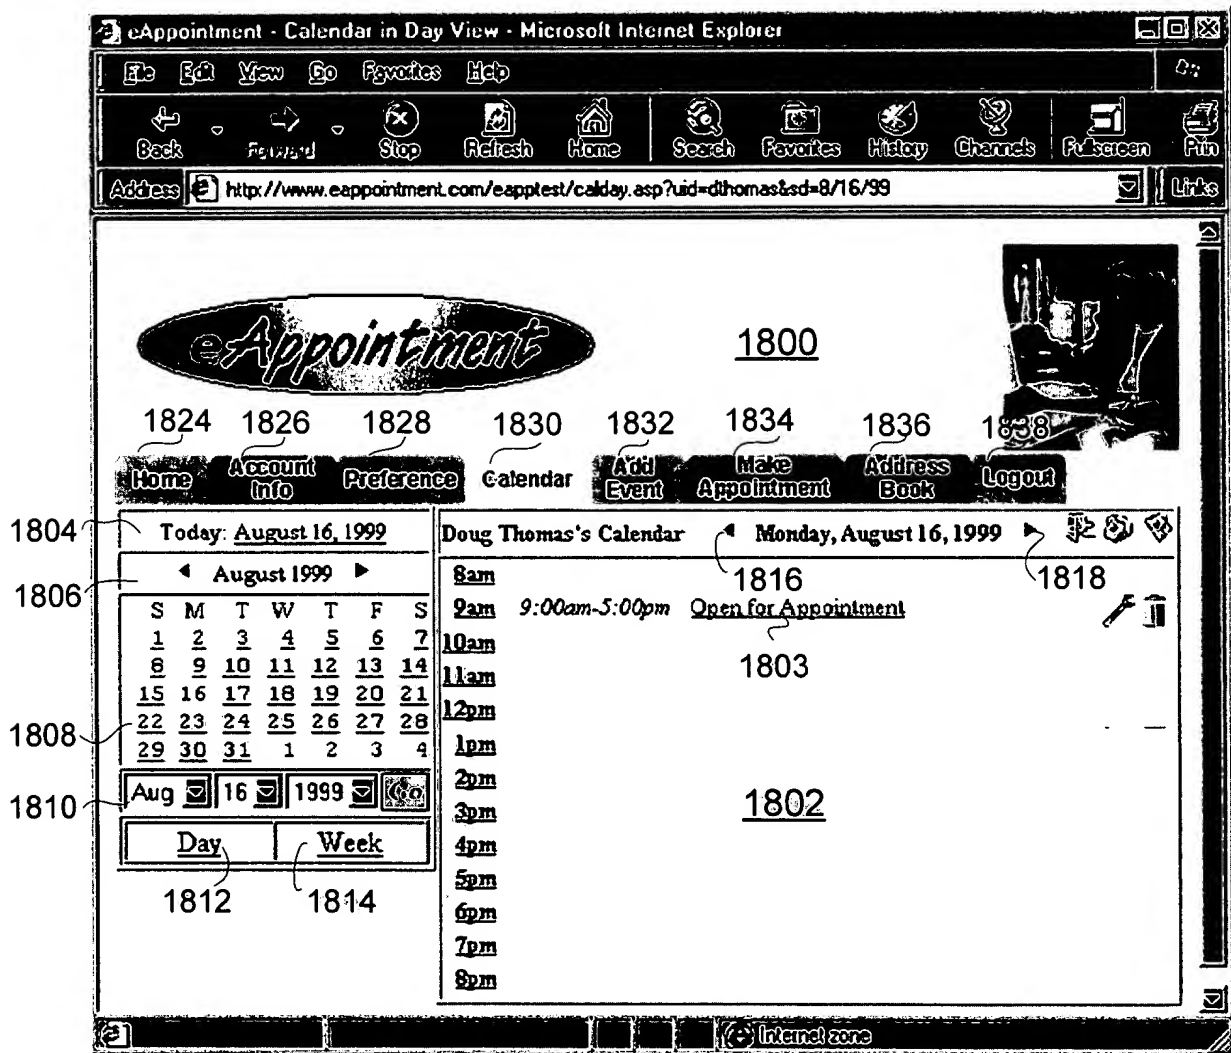 eAppointment - Calendar in Day View - Microsoft Internet Explorer
File Edit View Go Favorites Help
Back Forward Stop Refresh Home Search Favorites History Channels Fullscreen Prin
Address http://www.eappointment.com/eapptest/calday.asp?uid=dthomas&sd=8/16/99 Links
eAppointment
1800
1824 1826 1828 1830 1832 1834 1836 1838
Home Account Info Preference Calendar Add Event Make Appointment Address Book Logout
1804 Today: August 16, 1999
Doug Thomas's Calendar Monday, August 16, 1999
1816 1818
1806 August 1999
S M T W T F S
1 2 3 4 5 6 7
8 9 10 11 12 13 14
15 16 17 18 19 20 21
1808 22 23 24 25 26 27 28
29 30 31 1 2 3 4
1810 Aug 16 1999 Go
Day Week
1812 1814
8am
9am 9:00am-5:00pm Open for Appointment
1803
10am
11am
12pm
1pm
2pm
3pm
1802
4pm
5pm
6pm
7pm
8pm
Internet zone